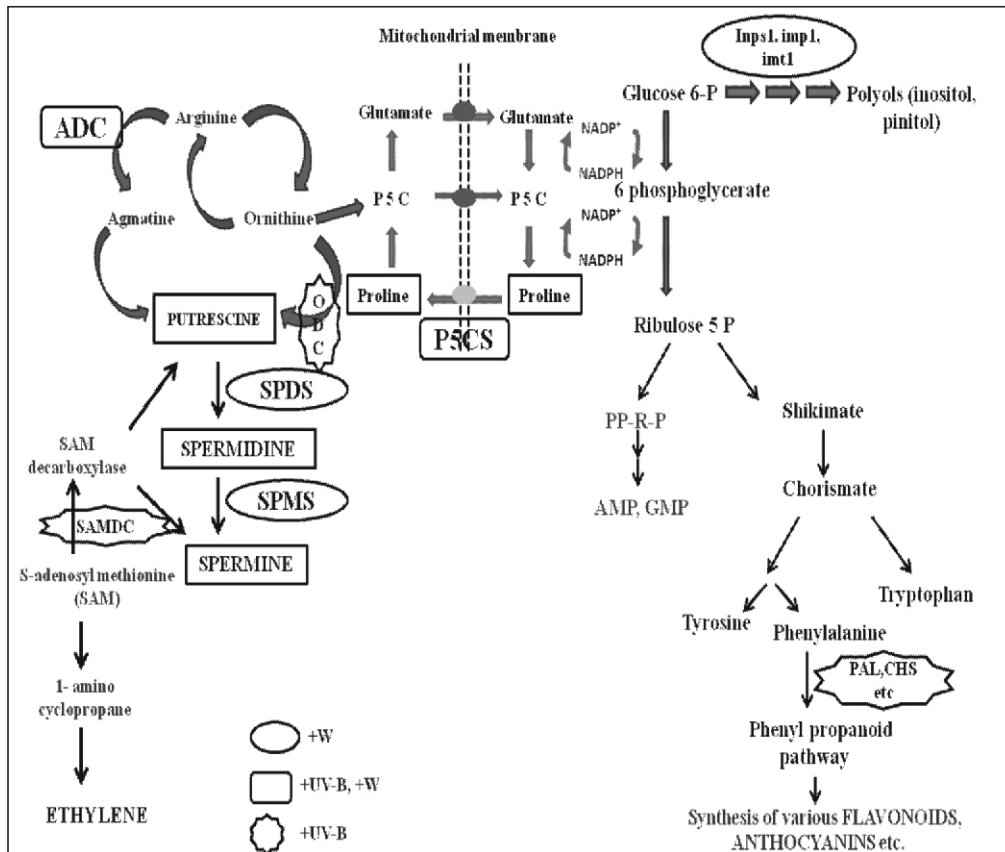 Mitochondrial membrane
Inps1, imp1,
imt1
Glucose 6-P
Polyols (inositol,
pinitol)
ADC
Arginine
Glutamate
Glutamate
NADP+
NADPH
Agmatine
Ornithine
P 5 C
P 5 C
6 phosphoglycerate
NADP+
NADPH
PUTRESCINE
O
D
C
Proline
Proline
P5CS
Ribulose 5 P
SPDS
SPERMIDINE
SAM
decarboxylase
SPMS
SAMDC
SPERMINE
S-adenosyl methionine
(SAM)
PP-R-P
AMP, GMP
Shikimate
Chorismate
Tryptophan
Tyrosine
Phenylalanine
PAL,CHS
etc
1- amino
cyclopropane
Phenyl propanoid
pathway
ETHYLENE
+W
+UV-B, +W
+UV-B
Synthesis of various FLAVONOIDS,
ANTHOCYANINS etc.